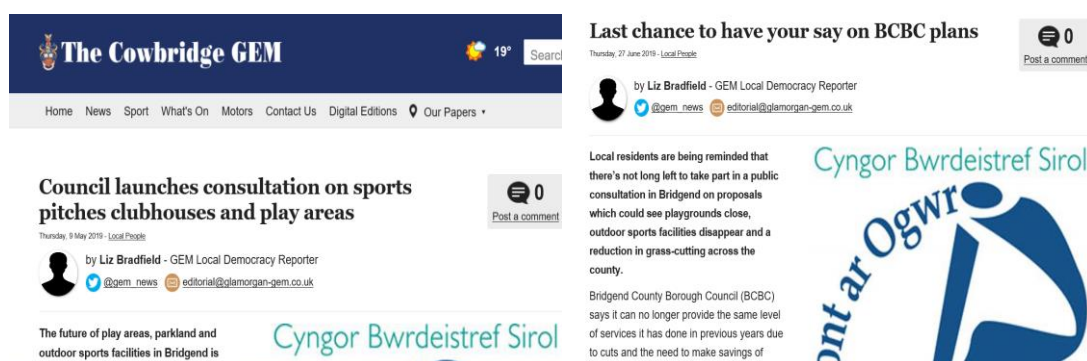 The Cowbridge GEM
19°
Search
Home News Sport What's On Motors Contact Us Digital Editions Our Papers
Council launches consultation on sports
pitches clubhouses and play areas
0
Post a comment
Thursday, 9 May 2019 - Local People
by Liz Bradfield - GEM Local Democracy Reporter
@gem_news editorial@glamorgan-gem.co.uk
The future of play areas, parkland and
outdoor sports facilities in Bridgend is
Cyngor Bwrdeistref Sirol
Last chance to have your say on BCBC plans
0
Post a comment
Thursday, 27 June 2019 - Local People
by Liz Bradfield - GEM Local Democracy Reporter
@gem_news editorial@glamorgan-gem.co.uk
Local residents are being reminded that
there's not long left to take part in a public
consultation in Bridgend on proposals
which could see playgrounds close,
outdoor sports facilities disappear and a
reduction in grass-cutting across the
county.
Bridgend County Borough Council (BCBC)
says it can no longer provide the same level
of services it has done in previous years due
to cuts and the need to make savings of
Cyngor Bwrdeistref Sirol
ont ar Ogwr